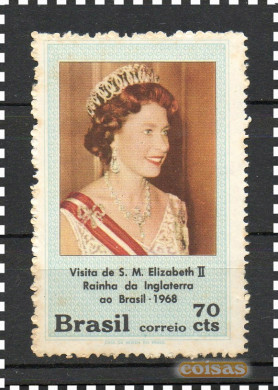 Visita de S. M. Elizabeth II
Rainha da Inglaterra
ao Brasil - 1968
Brasil correio 70 cts
coisas